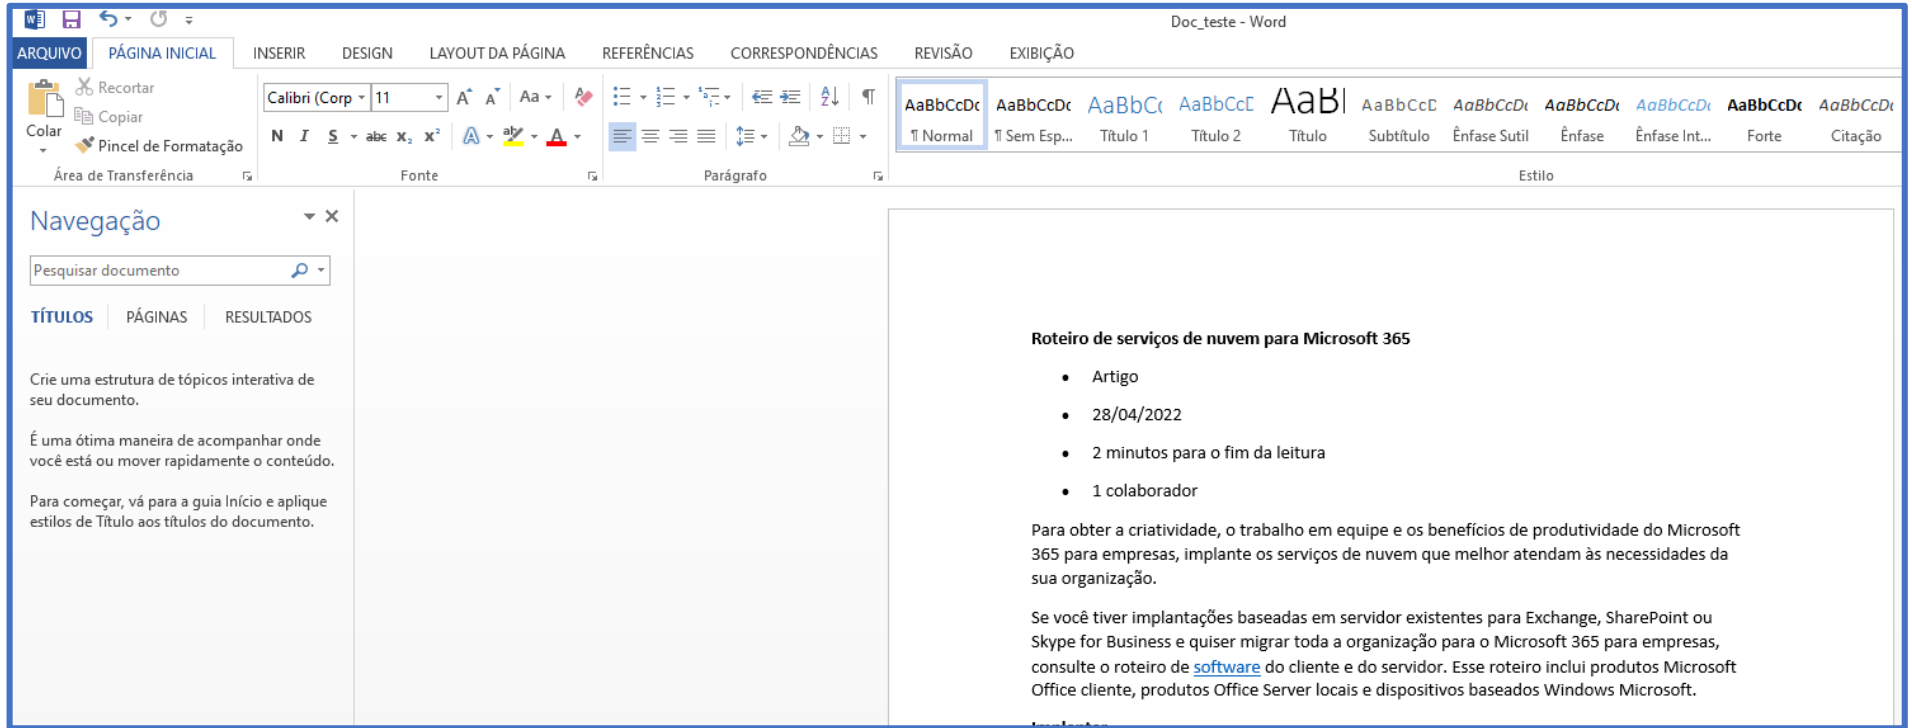 Doc_teste - Word
ARQUIVO PÁGINA INICIAL INSERIR DESIGN LAYOUT DA PÁGINA REFERÊNCIAS CORRESPONDÊNCIAS REVISÃO EXIBIÇÃO
Colar
Recortar
Copiar
Pincel de Formatação
Área de Transferência
Calibri (Corp 11
N I S abc x₂ x²
Fonte
Parágrafo
AaBbCcDc AaBbCcDc AaBbCc AaBbCcD AaB AaBbCcD AaBbCcDc AaBbCcDc AaBbCcDc AaBbCcDc AaBbCcDc
¶ Normal ¶ Sem Esp... Título 1 Título 2 Título Subtítulo Ênfase Sutil Ênfase Ênfase Int... Forte Citação
Estilo
Navegação
Pesquisar documento
TÍTULOS PÁGINAS RESULTADOS
Crie uma estrutura de tópicos interativa de
seu documento.
É uma ótima maneira de acompanhar onde
você está ou mover rapidamente o conteúdo.
Para começar, vá para a guia Início e aplique
estilos de Título aos títulos do documento.
Roteiro de serviços de nuvem para Microsoft 365
• Artigo
• 28/04/2022
• 2 minutos para o fim da leitura
• 1 colaborador
Para obter a criatividade, o trabalho em equipe e os benefícios de produtividade do Microsoft
365 para empresas, implante os serviços de nuvem que melhor atendam às necessidades da
sua organização.
Se você tiver implantações baseadas em servidor existentes para Exchange, SharePoint ou
Skype for Business e quiser migrar toda a organização para o Microsoft 365 para empresas,
consulte o roteiro de software do cliente e do servidor. Esse roteiro inclui produtos Microsoft
Office cliente, produtos Office Server locais e dispositivos baseados Windows Microsoft.